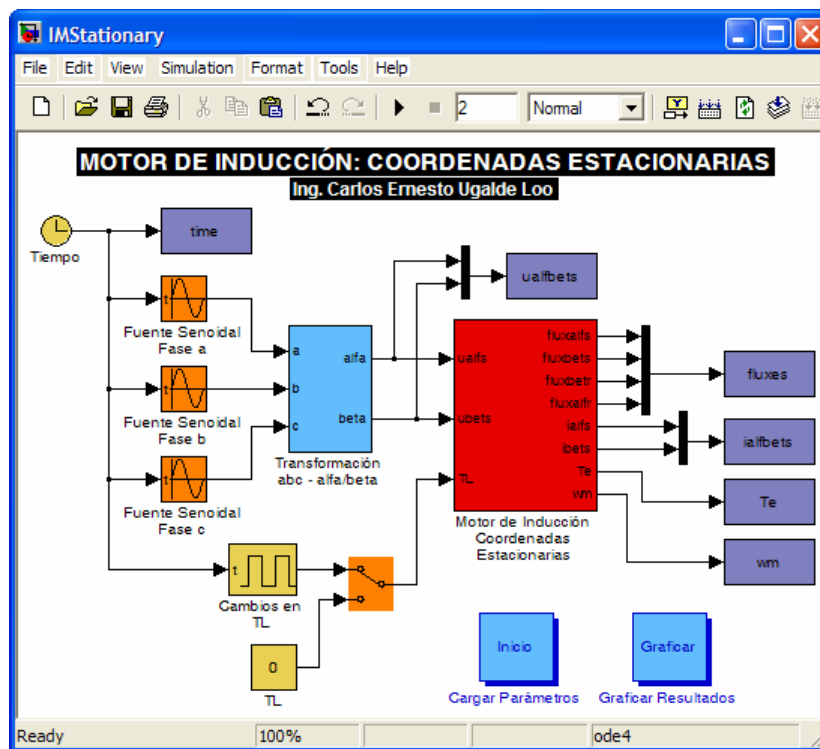 IMStationary
File Edit View Simulation Format Tools Help
2 Normal
MOTOR DE INDUCCIÓN: COORDENADAS ESTACIONARIAS
Ing. Carlos Ernesto Ugalde Loo
Tiempo
time
t
Fuente Senoidal
Fase a
t
Fuente Senoidal
Fase b
t
Fuente Senoidal
Fase c
a
b
c
alfa
beta
Transformación
abc - alfa/beta
ualfbets
ualfs
ubets
TL
fluxalfs
fluxbets
fluxbetr
fluxalfr
ialfs
ibets
Te
wm
Motor de Inducción
Coordenadas
Estacionarias
fluxes
ialfbets
Te
wm
t
Cambios en
TL
0
TL
Inicio
Cargar Parámetros
Graficar
Graficar Resultados
Ready 100% ode4